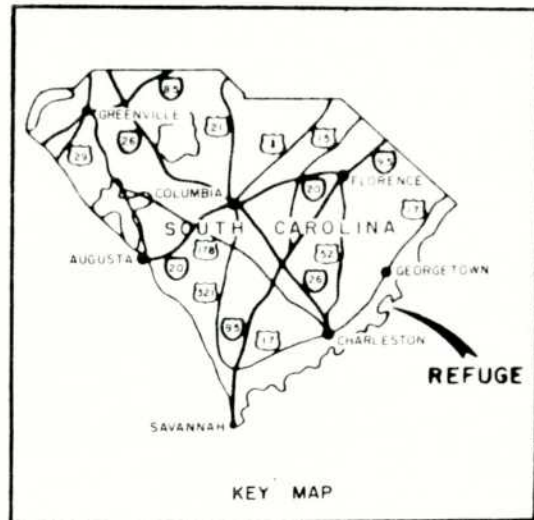 85
GREENVILLE
21
26
1
15
29
95
COLUMBIA
20
FLORENCE
17
SOUTH CAROLINA
178
52
AUGUSTA
20
GEORGETOWN
321
26
95
17
CHARLESTON
REFUGE
SAVANNAH
KEY MAP